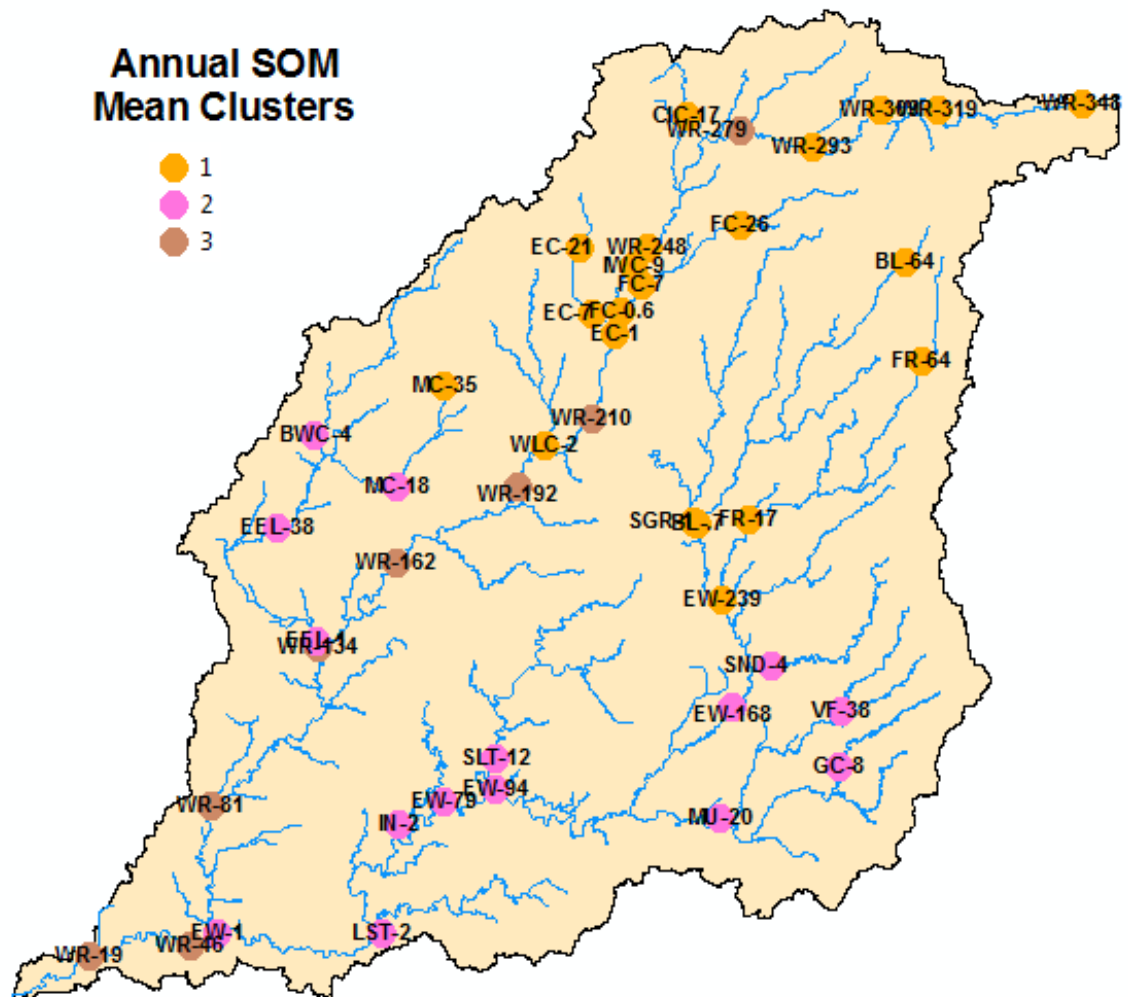 Annual SOM
Mean Clusters
1
2
3
CIC-17
WR-279
WR-293
WR-309
WR-319
WR-348
EC-21
WR-248
IWC-9
FC-7
FC-26
BL-64
EC-7
FC-0.6
EC-1
FR-64
MC-35
BWC-4
WR-210
WLC-2
MC-18
WR-192
EEL-38
SGR-1
BL-.7
FR-17
WR-162
EW-239
EEL-1
WR-134
SND-4
EW-168
VF-38
SLT-12
GC-8
EW-94
EW-79
WR-81
IN-2
MU-20
EW-1
LST-2
WR-46
WR-19